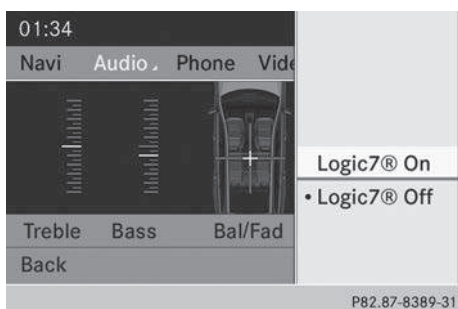 01:34
Navi Audio Phone Vide
Logic7® On
• Logic7® Off
Treble Bass Bal/Fad
Back
P82.87-8389-31